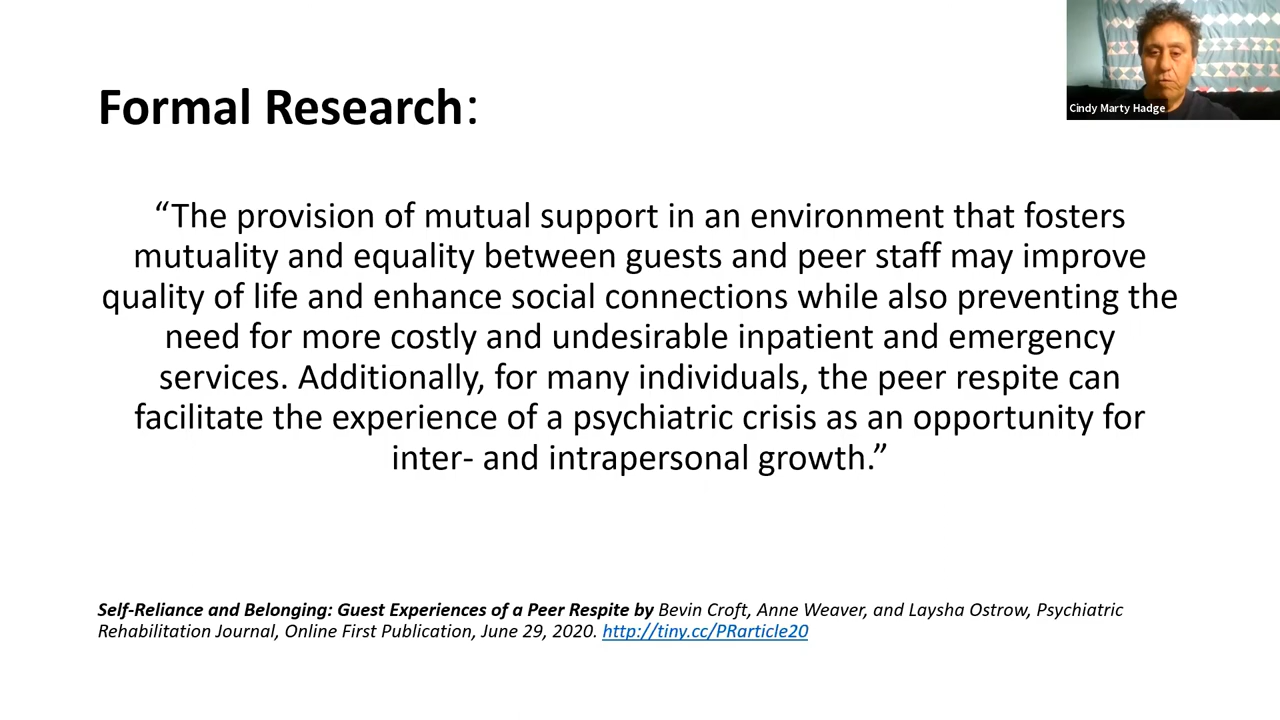 Formal Research:
Cindy Marty Hadge
“The provision of mutual support in an environment that fosters
mutuality and equality between guests and peer staff may improve
quality of life and enhance social connections while also preventing the
need for more costly and undesirable inpatient and emergency
services. Additionally, for many individuals, the peer respite can
facilitate the experience of a psychiatric crisis as an opportunity for
inter- and intrapersonal growth.”
Self-Reliance and Belonging: Guest Experiences of a Peer Respite by Bevin Croft, Anne Weaver, and Laysha Ostrow, Psychiatric
Rehabilitation Journal, Online First Publication, June 29, 2020. http://tiny.cc/PRarticle20